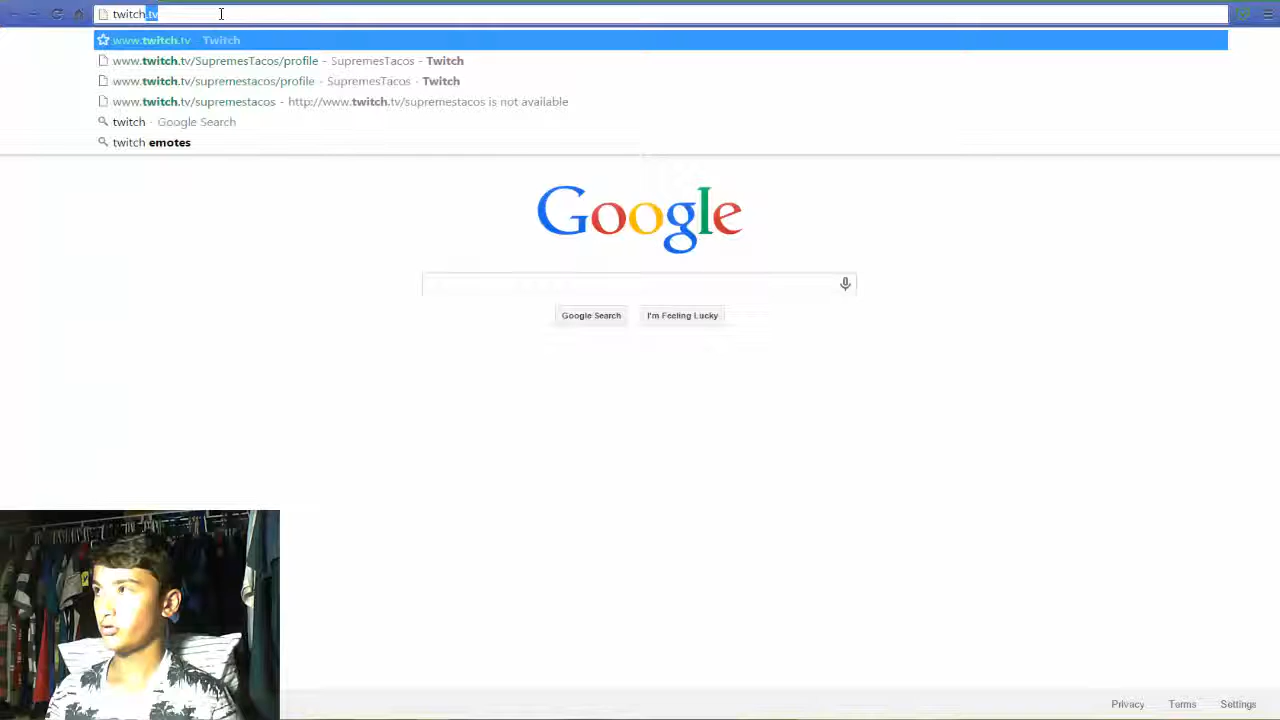 twitch.tv
www.twitch.tv - Twitch
www.twitch.tv/SupremesTacos/profile - SupremesTacos - Twitch
www.twitch.tv/supremestacos/profile - SupremesTacos - Twitch
www.twitch.tv/supremestacos - http://www.twitch.tv/supremestacos is not available
twitch - Google Search
twitch emotes
Google
Google Search
I'm Feeling Lucky
Privacy
Terms
Settings